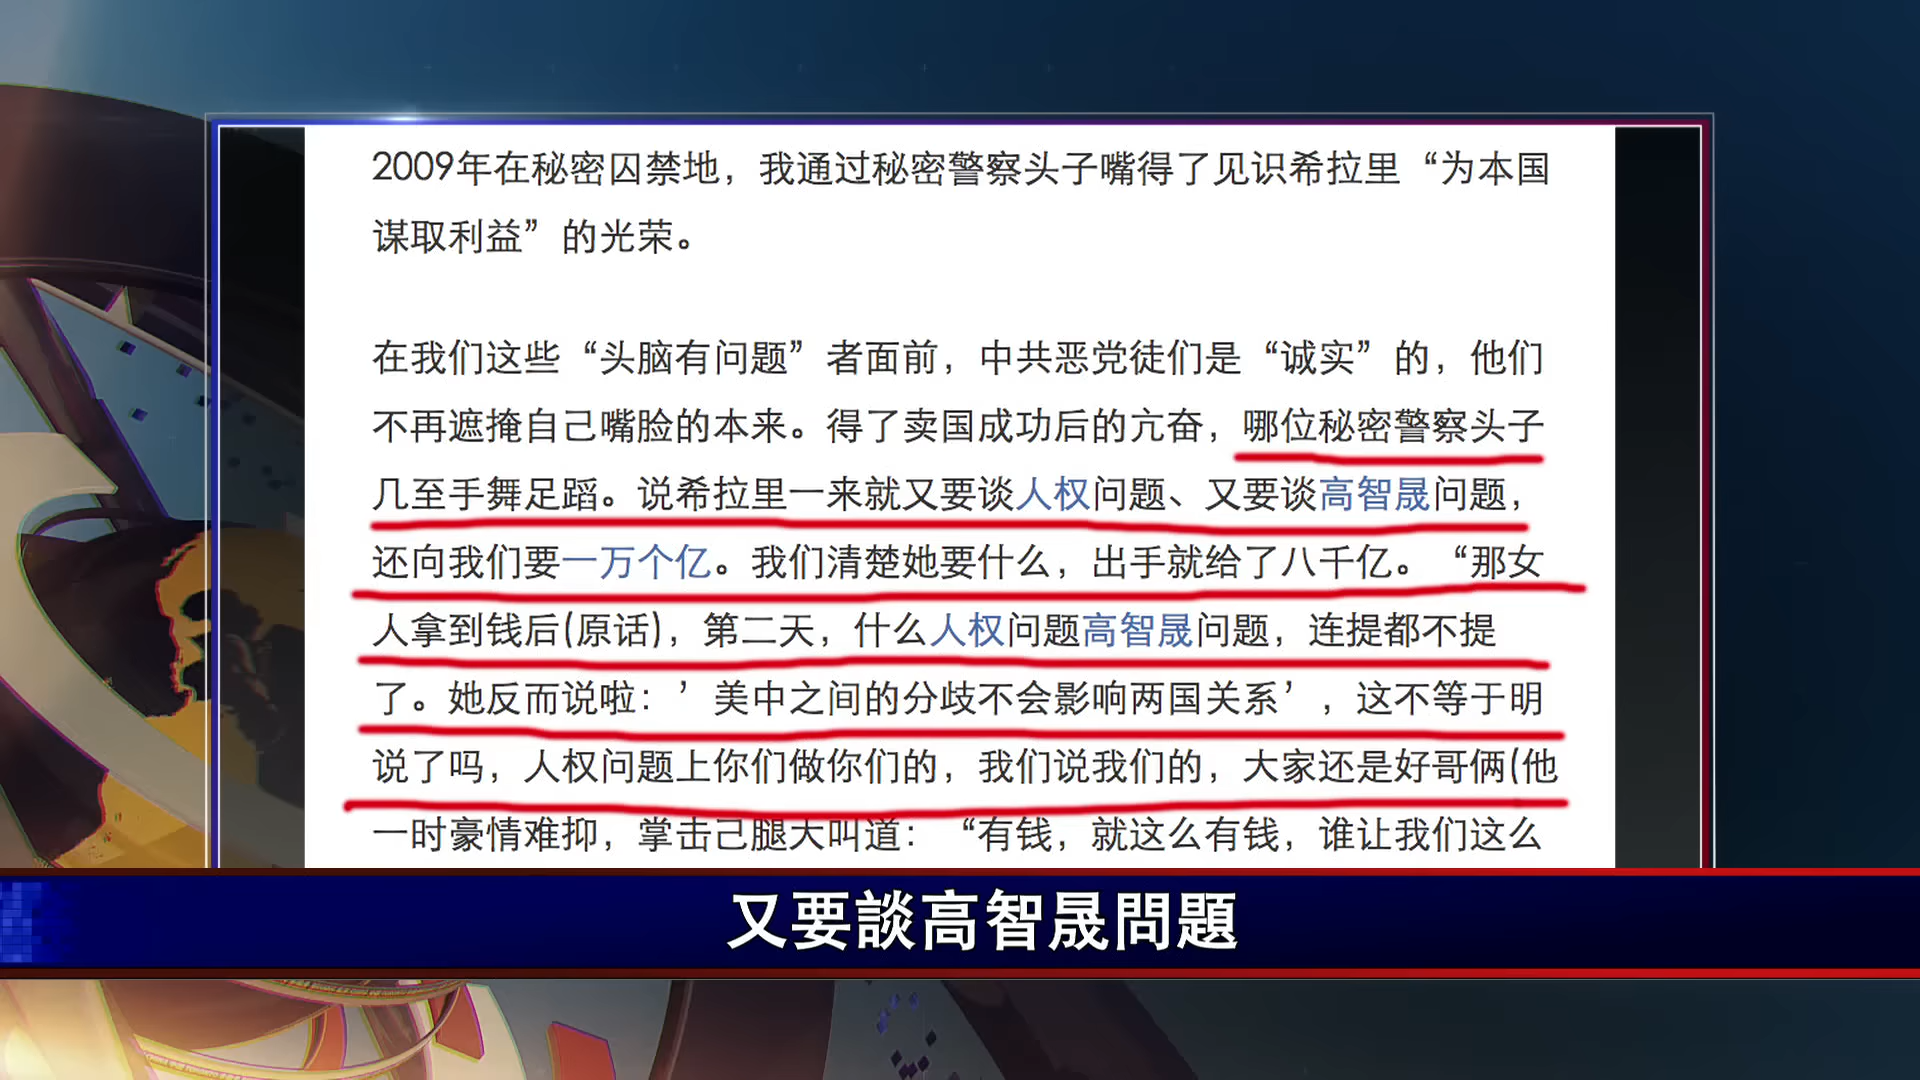 2009年在秘密囚禁地，我通过秘密警察头子嘴得了见识希拉里“为本国
谋取利益”的光荣。
在我们这些“头脑有问题”者面前，中共恶党徒们是“诚实”的，他们
不再遮掩自己嘴脸的本来。得了卖国成功后的亢奋，哪位秘密警察头子
几至手舞足蹈。说希拉里一来就又要谈人权问题、又要谈高智晟问题，
还向我们要一万个亿。我们清楚她要什么，出手就给了八千亿。“那女
人拿到钱后(原话)，第二天，什么人权问题高智晟问题，连提都不提
了。她反而说啦：’美中之间的分歧不会影响两国关系’，这不等于明
说了吗，人权问题上你们做你们的，我们说我们的，大家还是好哥俩(他
一时豪情难抑，掌击己腿大叫道：“有钱，就这么有钱，谁让我们这么
又要談高智晟問題